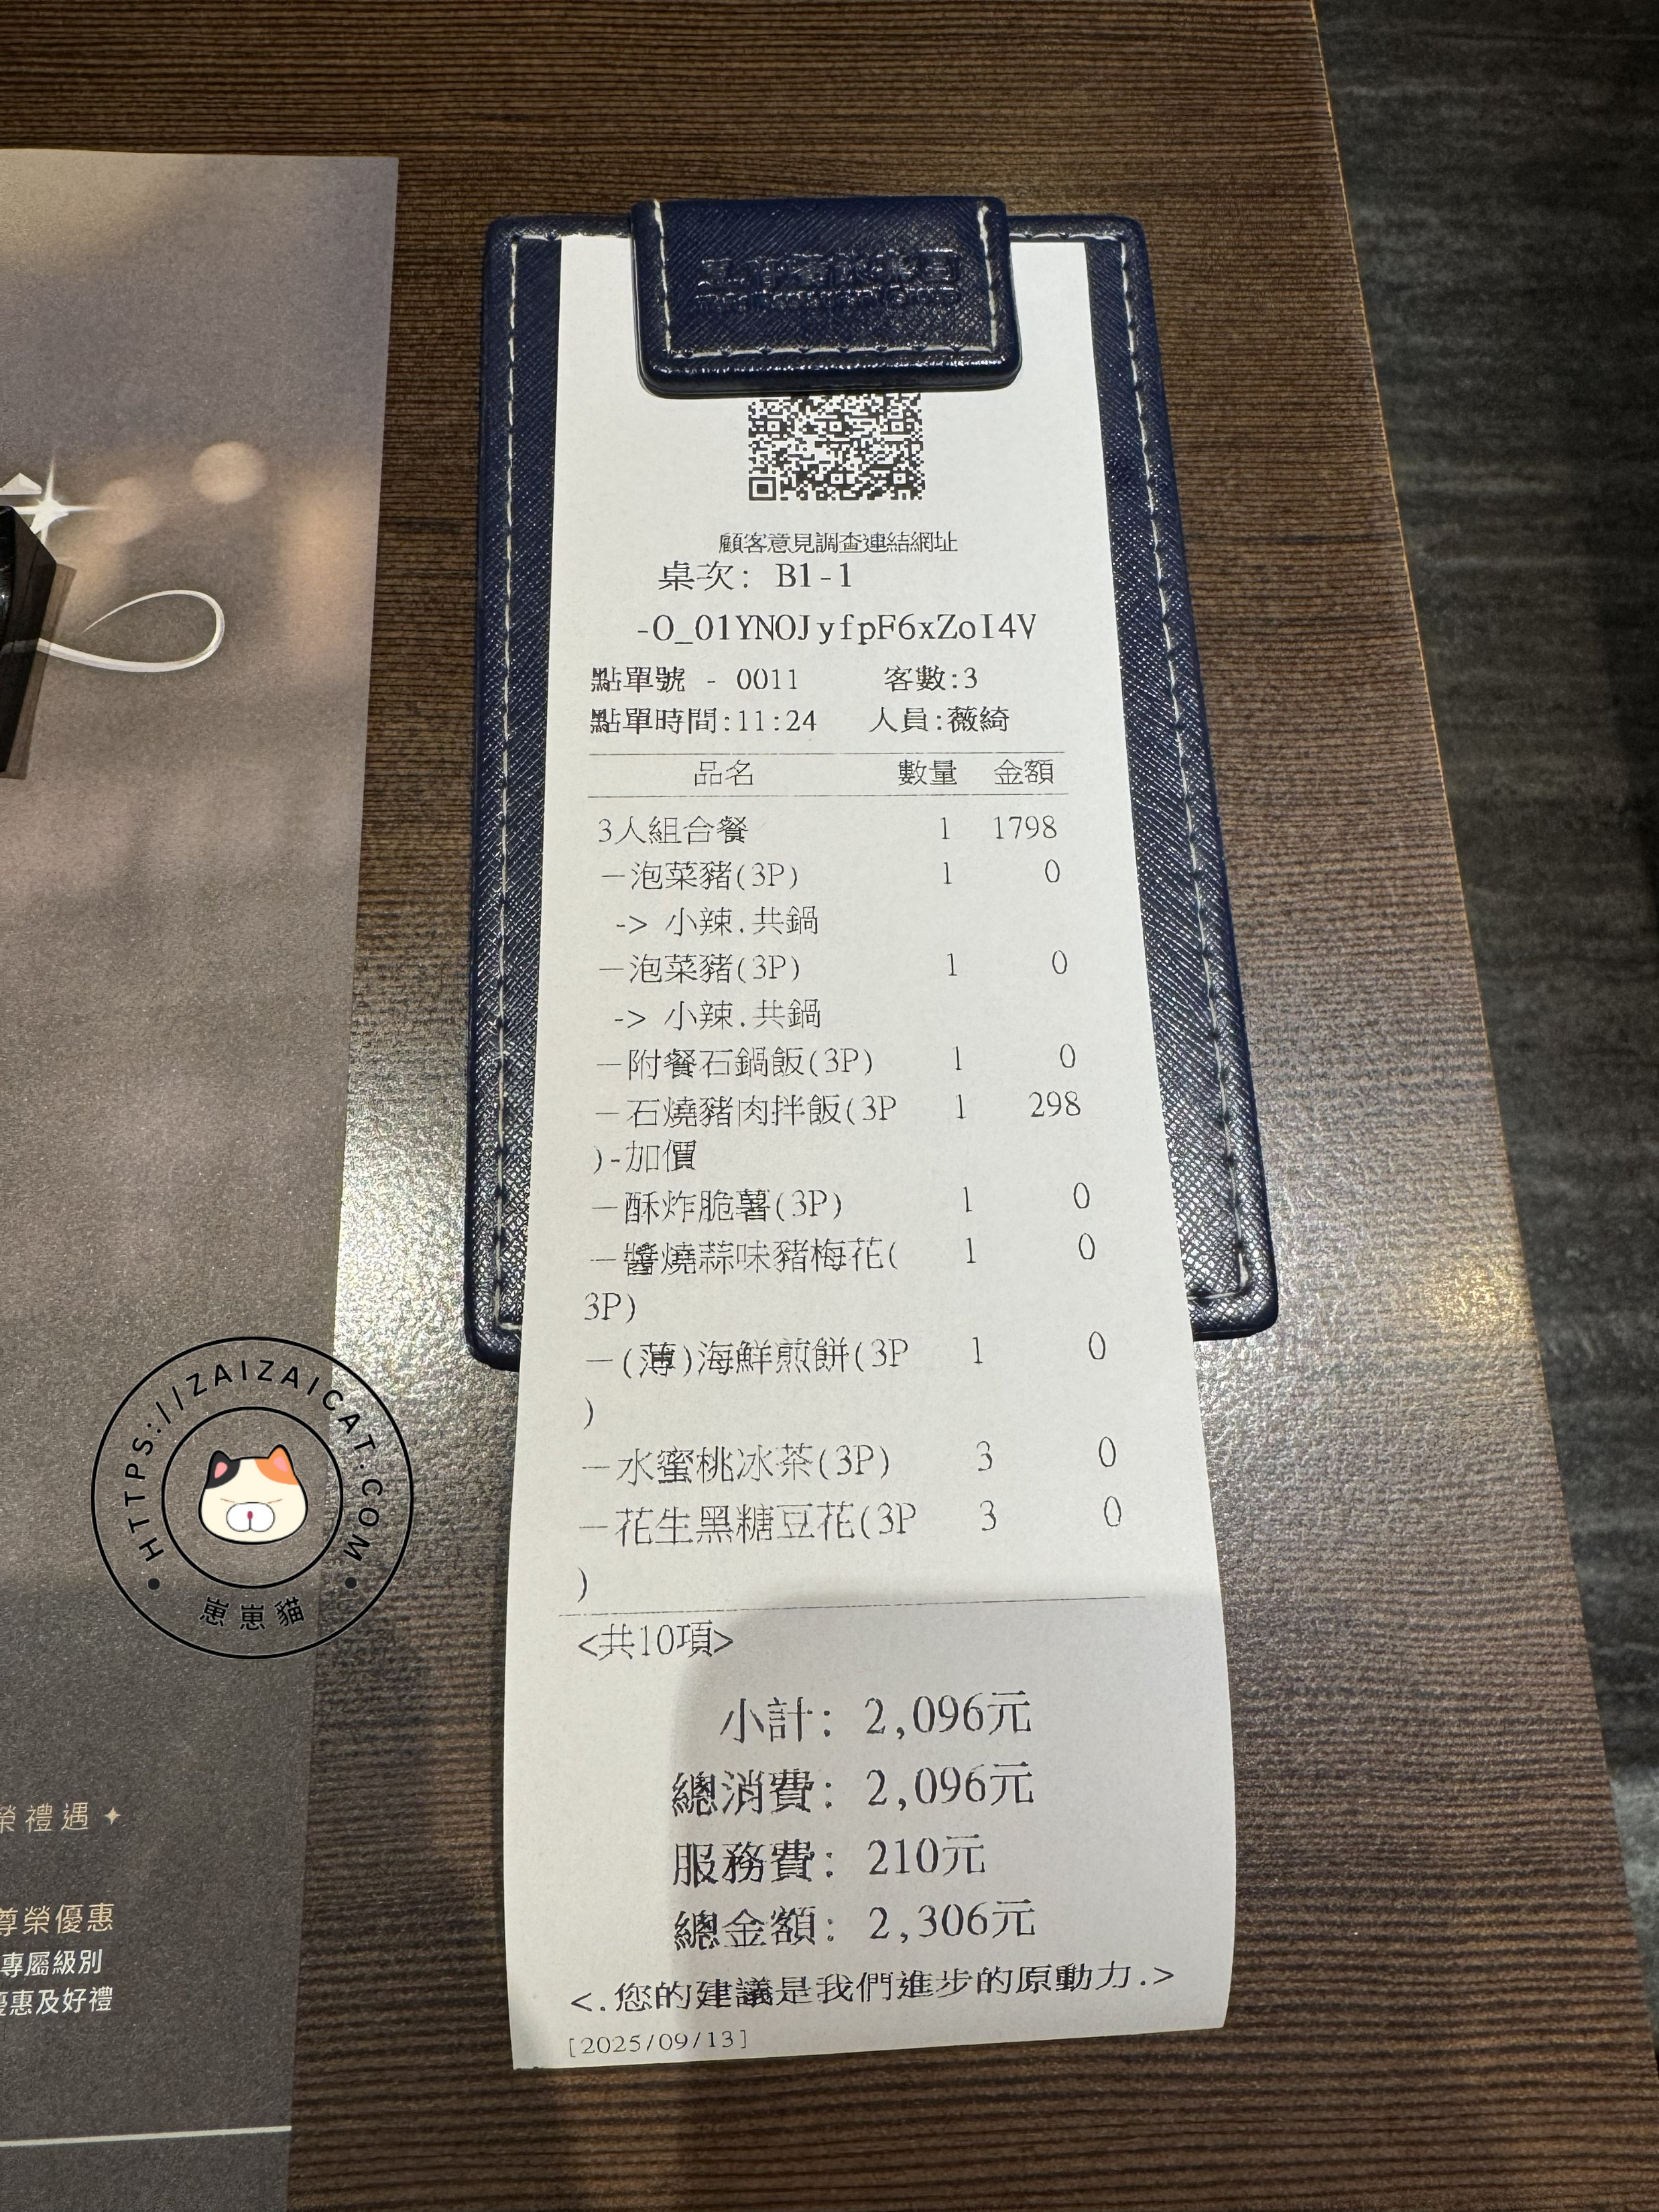 顧客意見調查連結網址
桌次: B1-1
-O_01YNOJyfpF6xZoI4V
點單號 - 0011 客數:3
點單時間:11:24 人員:薇綺
品名 數量 金額
3人組合餐 1 1798
－泡菜豬(3P) 1 0
-> 小辣.共鍋
－泡菜豬(3P) 1 0
-> 小辣.共鍋
－附餐石鍋飯(3P) 1 0
－石燒豬肉拌飯(3P 1 298
)-加價
－酥炸脆薯(3P) 1 0
－醬燒蒜味豬梅花( 1 0
3P)
－(薄)海鮮煎餅(3P 1 0
)
－水蜜桃冰茶(3P) 3 0
－花生黑糖豆花(3P 3 0
)
<共10項>
小計: 2,096元
總消費: 2,096元
服務費: 210元
總金額: 2,306元
<.您的建議是我們進步的原動力.>
[2025/09/13]
榮禮遇
尊榮優惠
專屬級別
優惠及好禮
HTTPS://ZAIZAICAT.COM
崽崽貓